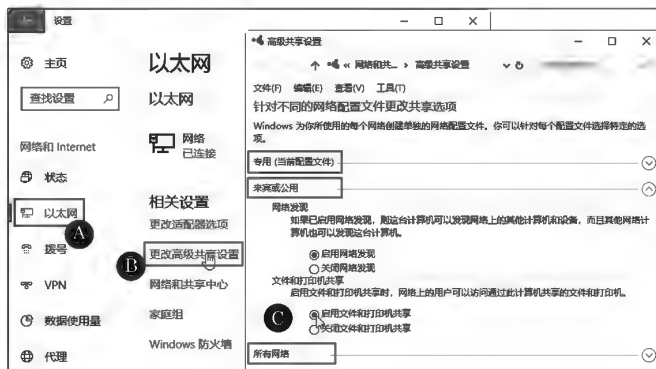 设置
主页
查找设置
网络和 Internet
状态
以太网
A
拨号
VPN
数据使用量
代理
以太网
以太网
网络
已连接
相关设置
更改适配器选项
B
更改高级共享设置
网络和共享中心
家庭组
Windows 防火墙
高级共享设置
« 网络和共... › 高级共享设置
文件(F) 编辑(E) 查看(V) 工具(T)
针对不同的网络配置文件更改共享选项
Windows 为你所使用的每个网络创建单独的网络配置文件。你可以针对每个配置文件选择特定的选
项。
专用 (当前配置文件)
来宾或公用
网络发现
如果已启用网络发现，则这台计算机可以发现网络上的其他计算机和设备，而且其他网络计
算机也可以发现这台计算机。
启用网络发现
关闭网络发现
文件和打印机共享
启用文件和打印机共享时，网络上的用户可以访问通过此计算机共享的文件和打印机。
C
启用文件和打印机共享
关闭文件和打印机共享
所有网络